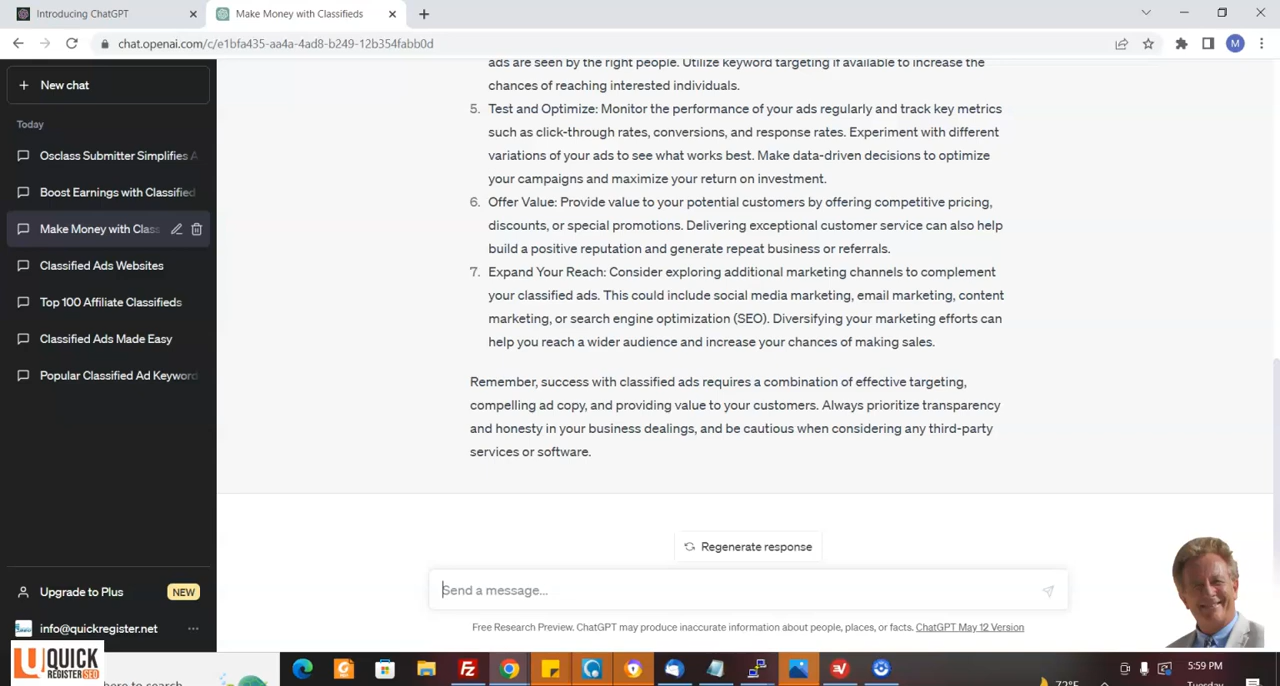 Introducing ChatGPT
Make Money with Classifieds
chat.openai.com/c/e1bfa435-aa4a-4ad8-b249-12b354fabb0d
M
New chat
Today
Osclass Submitter Simplifies A
Boost Earnings with Classified
Make Money with Class
Classified Ads Websites
Top 100 Affiliate Classifieds
Classified Ads Made Easy
Popular Classified Ad Keyword
Upgrade to Plus NEW
info@quickregister.net
ads are seen by the right people. Utilize keyword targeting if available to increase the
chances of reaching interested individuals.
5. Test and Optimize: Monitor the performance of your ads regularly and track key metrics
such as click-through rates, conversions, and response rates. Experiment with different
variations of your ads to see what works best. Make data-driven decisions to optimize
your campaigns and maximize your return on investment.
6. Offer Value: Provide value to your potential customers by offering competitive pricing,
discounts, or special promotions. Delivering exceptional customer service can also help
build a positive reputation and generate repeat business or referrals.
7. Expand Your Reach: Consider exploring additional marketing channels to complement
your classified ads. This could include social media marketing, email marketing, content
marketing, or search engine optimization (SEO). Diversifying your marketing efforts can
help you reach a wider audience and increase your chances of making sales.
Remember, success with classified ads requires a combination of effective targeting,
compelling ad copy, and providing value to your customers. Always prioritize transparency
and honesty in your business dealings, and be cautious when considering any third-party
services or software.
Regenerate response
Send a message...
Free Research Preview. ChatGPT may produce inaccurate information about people, places, or facts. ChatGPT May 12 Version
QUICK
REGISTERSEO
here to search
72°F
5:59 PM
Tuesday